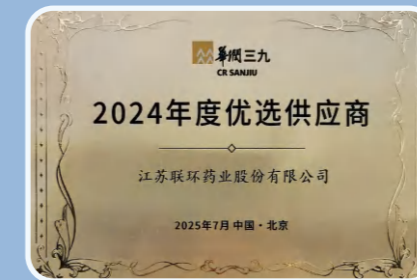 華潤三九
CR SANJIU
2024年度优选供应商
江苏联环药业股份有限公司
2025年7月 中国·北京